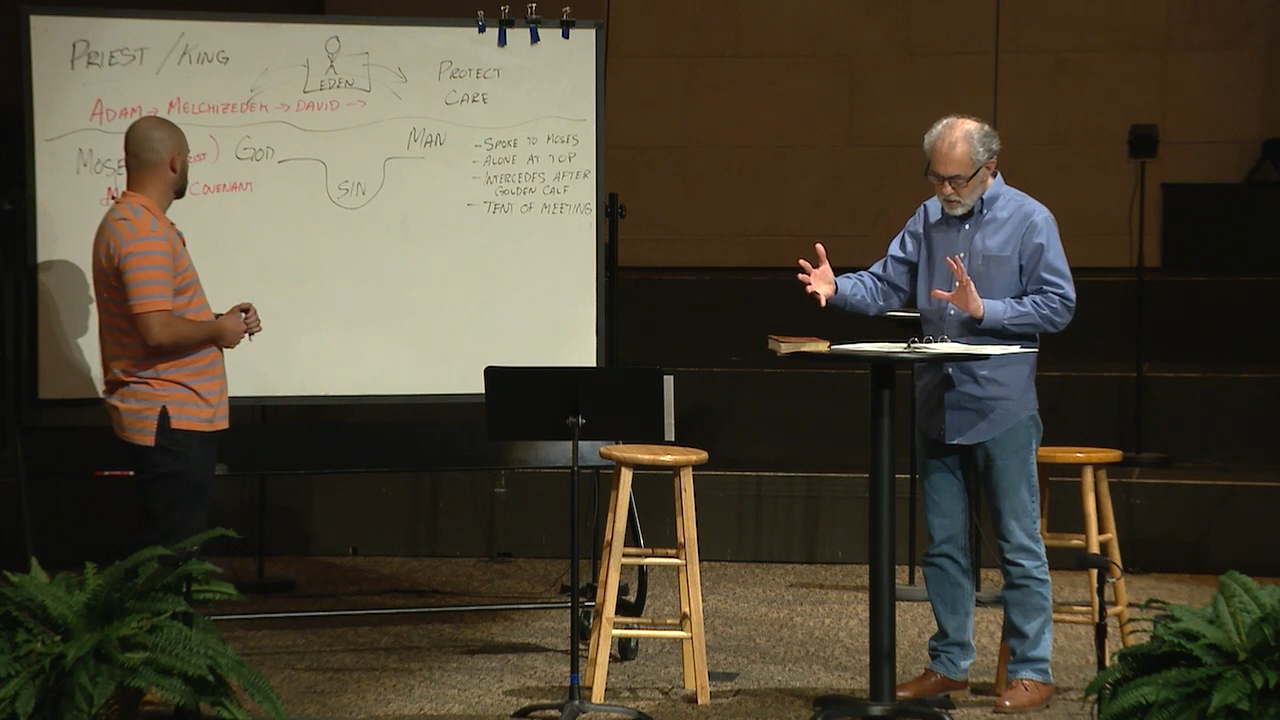 PRIEST/KING
EDEN
PROTECT
CARE
ADAM → MELCHIZEDEK → DAVID →
GOD
MAN
SIN
COVENANT
- SPOKE TO MOSES
- ALONE AT TOP
- INTERCEDES AFTER
GOLDEN CALF
- TENT OF MEETING